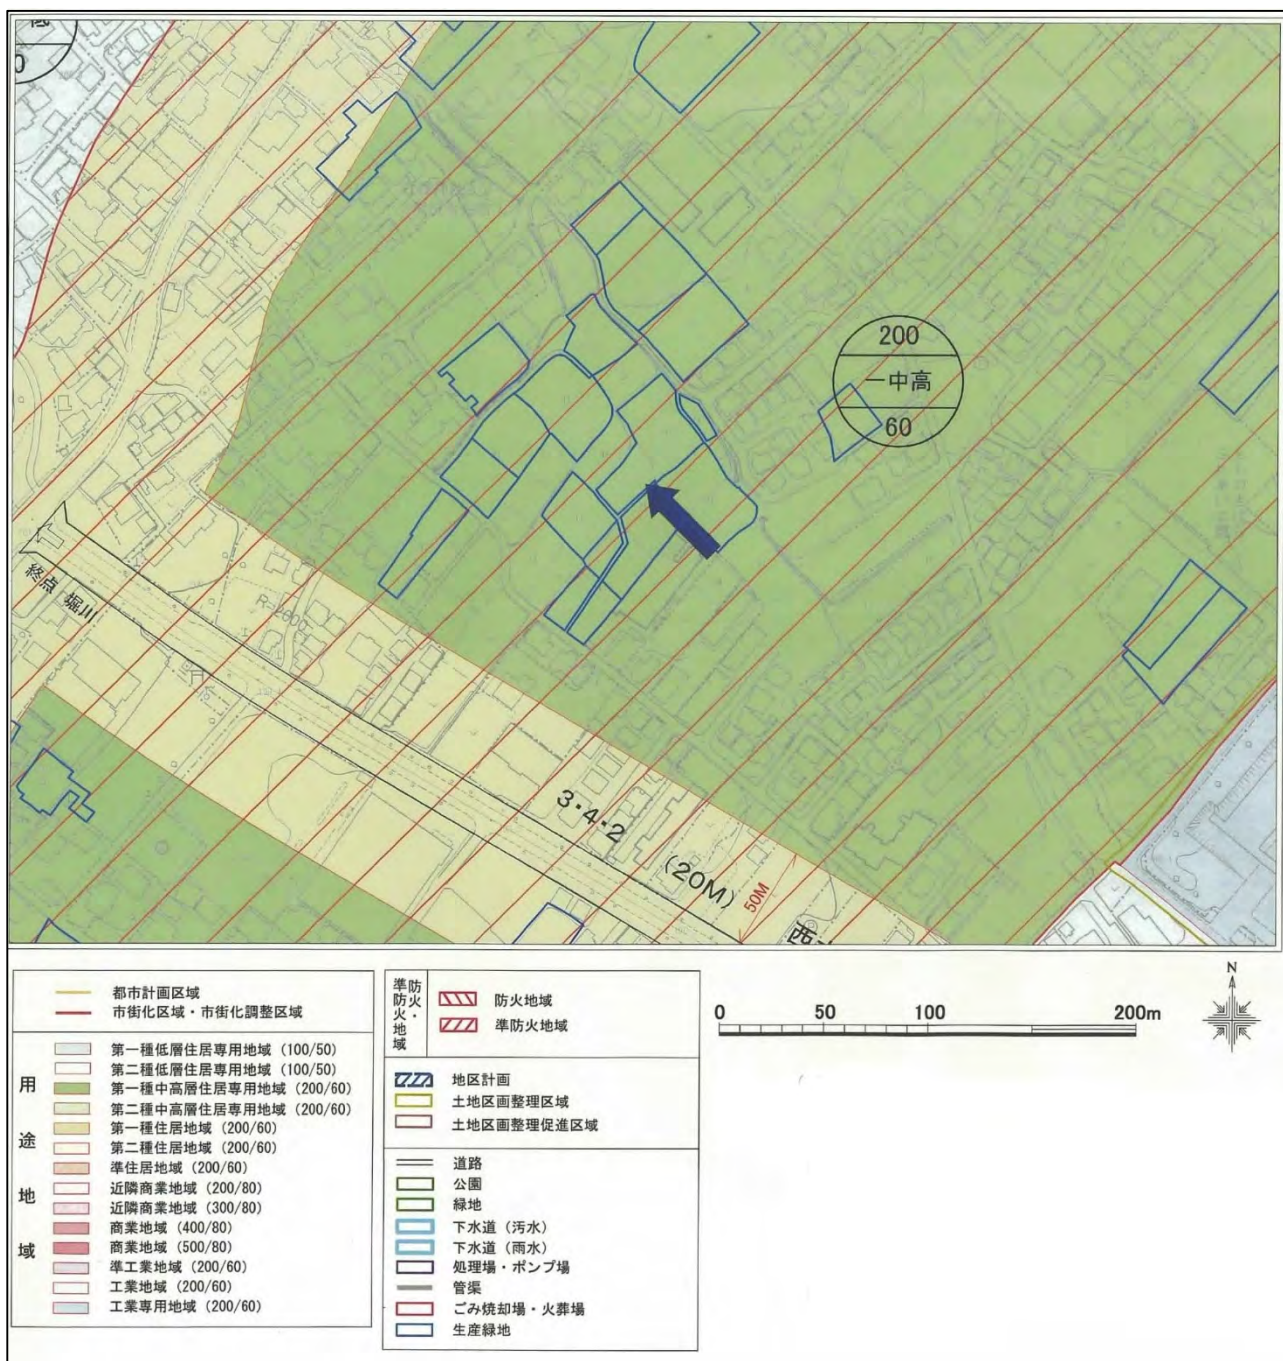 低
0
200
一中高
60
終点 堀川
R=2600
3・4・2
(20M)
50M
西
都市計画区域
市街化区域・市街化調整区域
用途地域
第一種低層住居専用地域 (100/50)
第二種低層住居専用地域 (100/50)
第一種中高層住居専用地域 (200/60)
第二種中高層住居専用地域 (200/60)
第一種住居地域 (200/60)
第二種住居地域 (200/60)
準住居地域 (200/60)
近隣商業地域 (200/80)
近隣商業地域 (300/80)
商業地域 (400/80)
商業地域 (500/80)
準工業地域 (200/60)
工業地域 (200/60)
工業専用地域 (200/60)
防火・
準防火地域
防火地域
準防火地域
地区計画
土地区画整理区域
土地区画整理促進区域
道路
公園
緑地
下水道 (汚水)
下水道 (雨水)
処理場・ポンプ場
管渠
ごみ焼却場・火葬場
生産緑地
0 50 100 200m
N